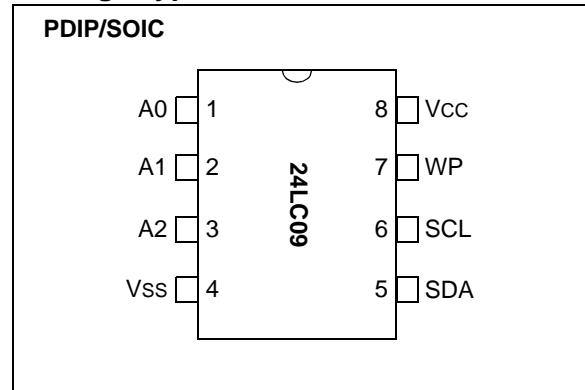 PDIP/SOIC
A0 1 8 VCC
A1 2 7 WP
24LC09
A2 3 6 SCL
VSS 4 5 SDA